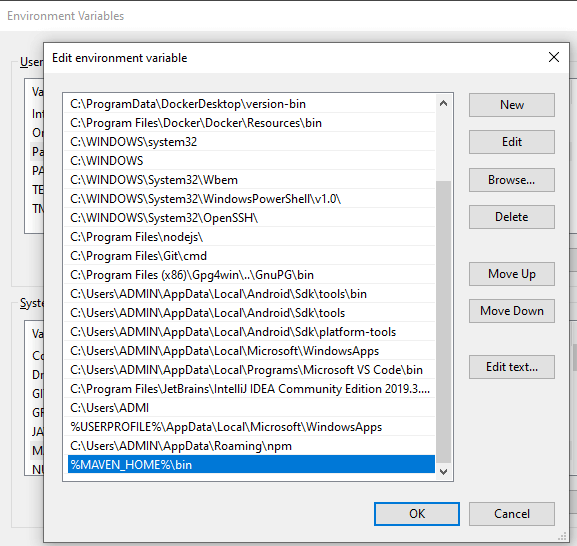 Environment Variables
Edit environment variable
User
Va
Int
On
Pa
PA
TE
TN
C:\ProgramData\DockerDesktop\version-bin
C:\Program Files\Docker\Docker\Resources\bin
C:\WINDOWS\system32
C:\WINDOWS
C:\WINDOWS\System32\Wbem
C:\WINDOWS\System32\WindowsPowerShell\v1.0\
C:\WINDOWS\System32\OpenSSH\
C:\Program Files\nodejs\
C:\Program Files\Git\cmd
C:\Program Files (x86)\Gpg4win\..\GnuPG\bin
C:\Users\ADMIN\AppData\Local\Android\Sdk\tools\bin
C:\Users\ADMIN\AppData\Local\Android\Sdk\tools
C:\Users\ADMIN\AppData\Local\Android\Sdk\platform-tools
C:\Users\ADMIN\AppData\Local\Microsoft\WindowsApps
C:\Users\ADMIN\AppData\Local\Programs\Microsoft VS Code\bin
C:\Program Files\JetBrains\IntelliJ IDEA Community Edition 2019.3....
C:\Users\ADMI
%USERPROFILE%\AppData\Local\Microsoft\WindowsApps
C:\Users\ADMIN\AppData\Roaming\npm
%MAVEN_HOME%\bin
New
Edit
Browse...
Delete
Move Up
Move Down
Edit text...
Syste
Va
Co
Dr
GI
GR
JA
MA
NU
OK
Cancel